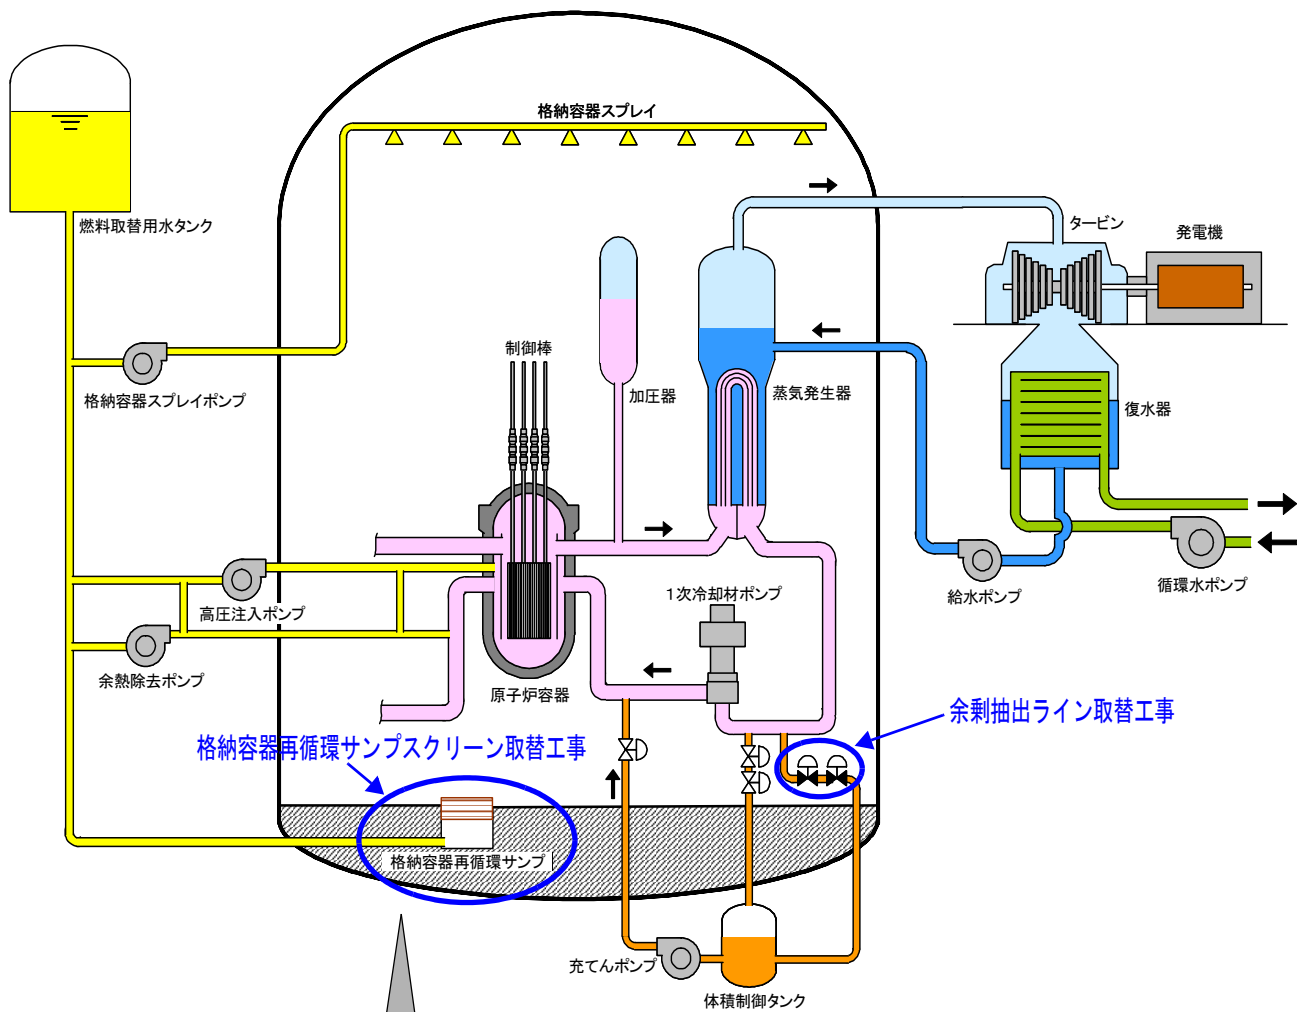 格納容器スプレイ
燃料取替用水タンク
タービン
発電機
制御棒
格納容器スプレイポンプ
加圧器
蒸気発生器
復水器
高圧注入ポンプ
1次冷却材ポンプ
給水ポンプ
循環水ポンプ
余熱除去ポンプ
原子炉容器
余剰抽出ライン取替工事
格納容器再循環サンプスクリーン取替工事
格納容器再循環サンプ
充てんポンプ
体積制御タンク